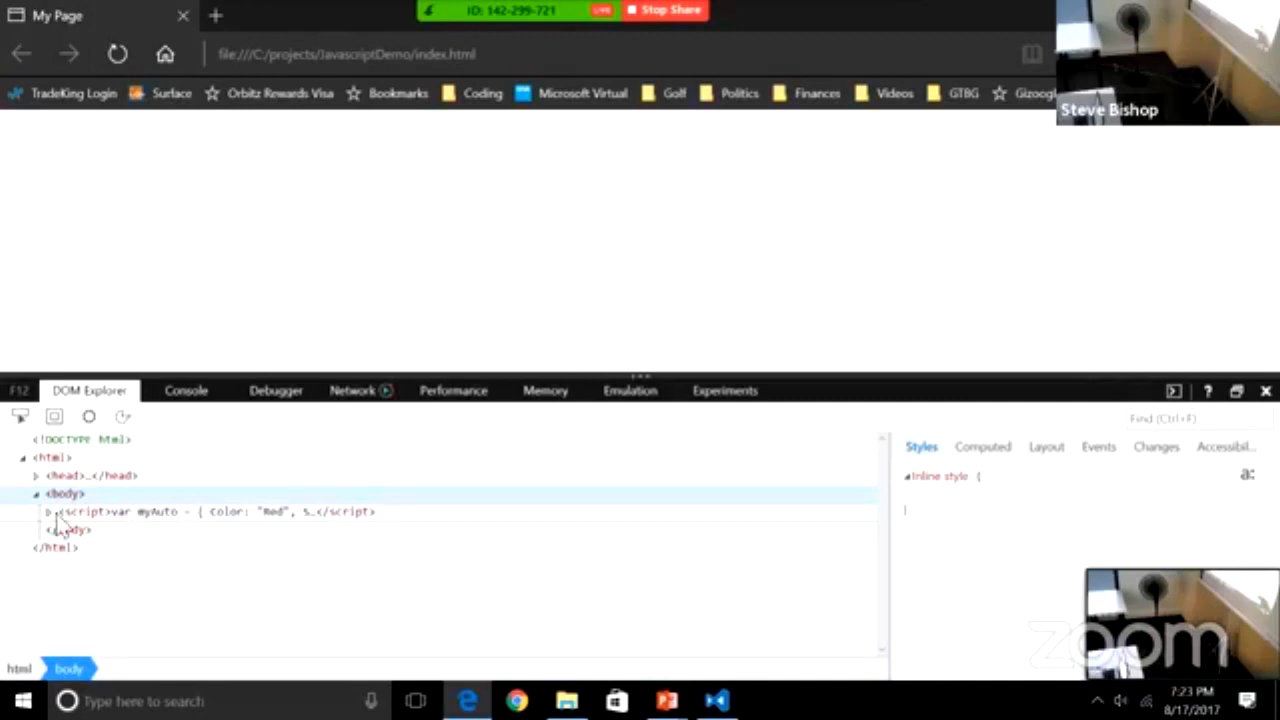 My Page
ID: 142-299-721 LIVE Stop Share
file:///C:/projects/JavascriptDemo/index.html
TradeKing Login Surface Orbitz Rewards Visa Bookmarks Coding Microsoft Virtual Golf Politics Finances Videos GTBG Gizoogl
Steve Bishop
F12 DOM Explorer Console Debugger Network Performance Memory Emulation Experiments ?
Find (Ctrl+F)
<!DOCTYPE html>
<html>
<head>…</head>
<body>
<script>var myAuto = { Color: "Red", S…</script>
</html>
Styles Computed Layout Events Changes Accessibil...
Inline style {
a:
html body
zoom
Type here to search
7:23 PM
8/17/2017